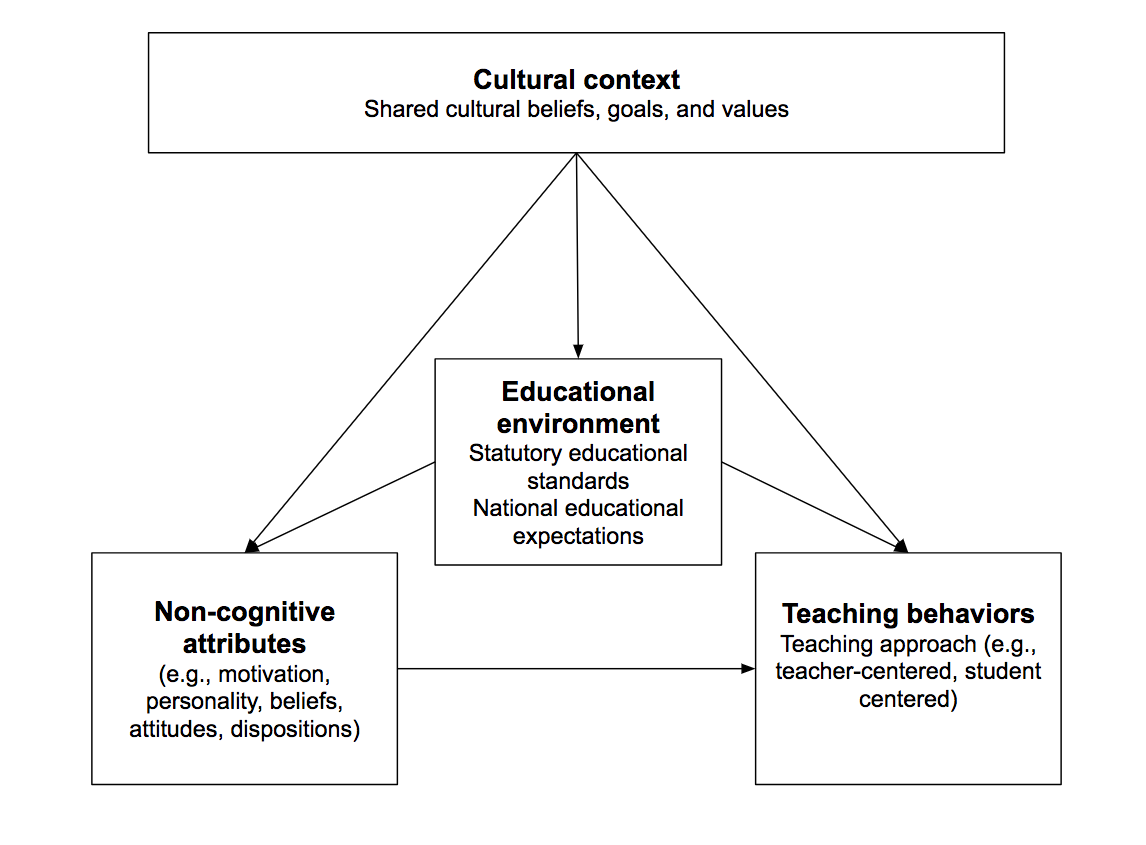 Cultural context
Shared cultural beliefs, goals, and values
Educational
environment
Statutory educational
standards
National educational
expectations
Non-cognitive
attributes
(e.g., motivation,
personality, beliefs,
attitudes, dispositions)
Teaching behaviors
Teaching approach (e.g.,
teacher-centered, student
centered)